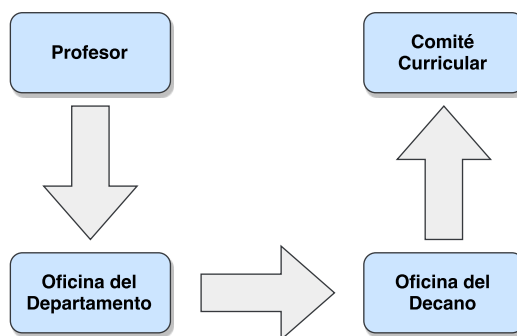 Profesor
Comité
Curricular
Oficina del
Departamento
Oficina del
Decano